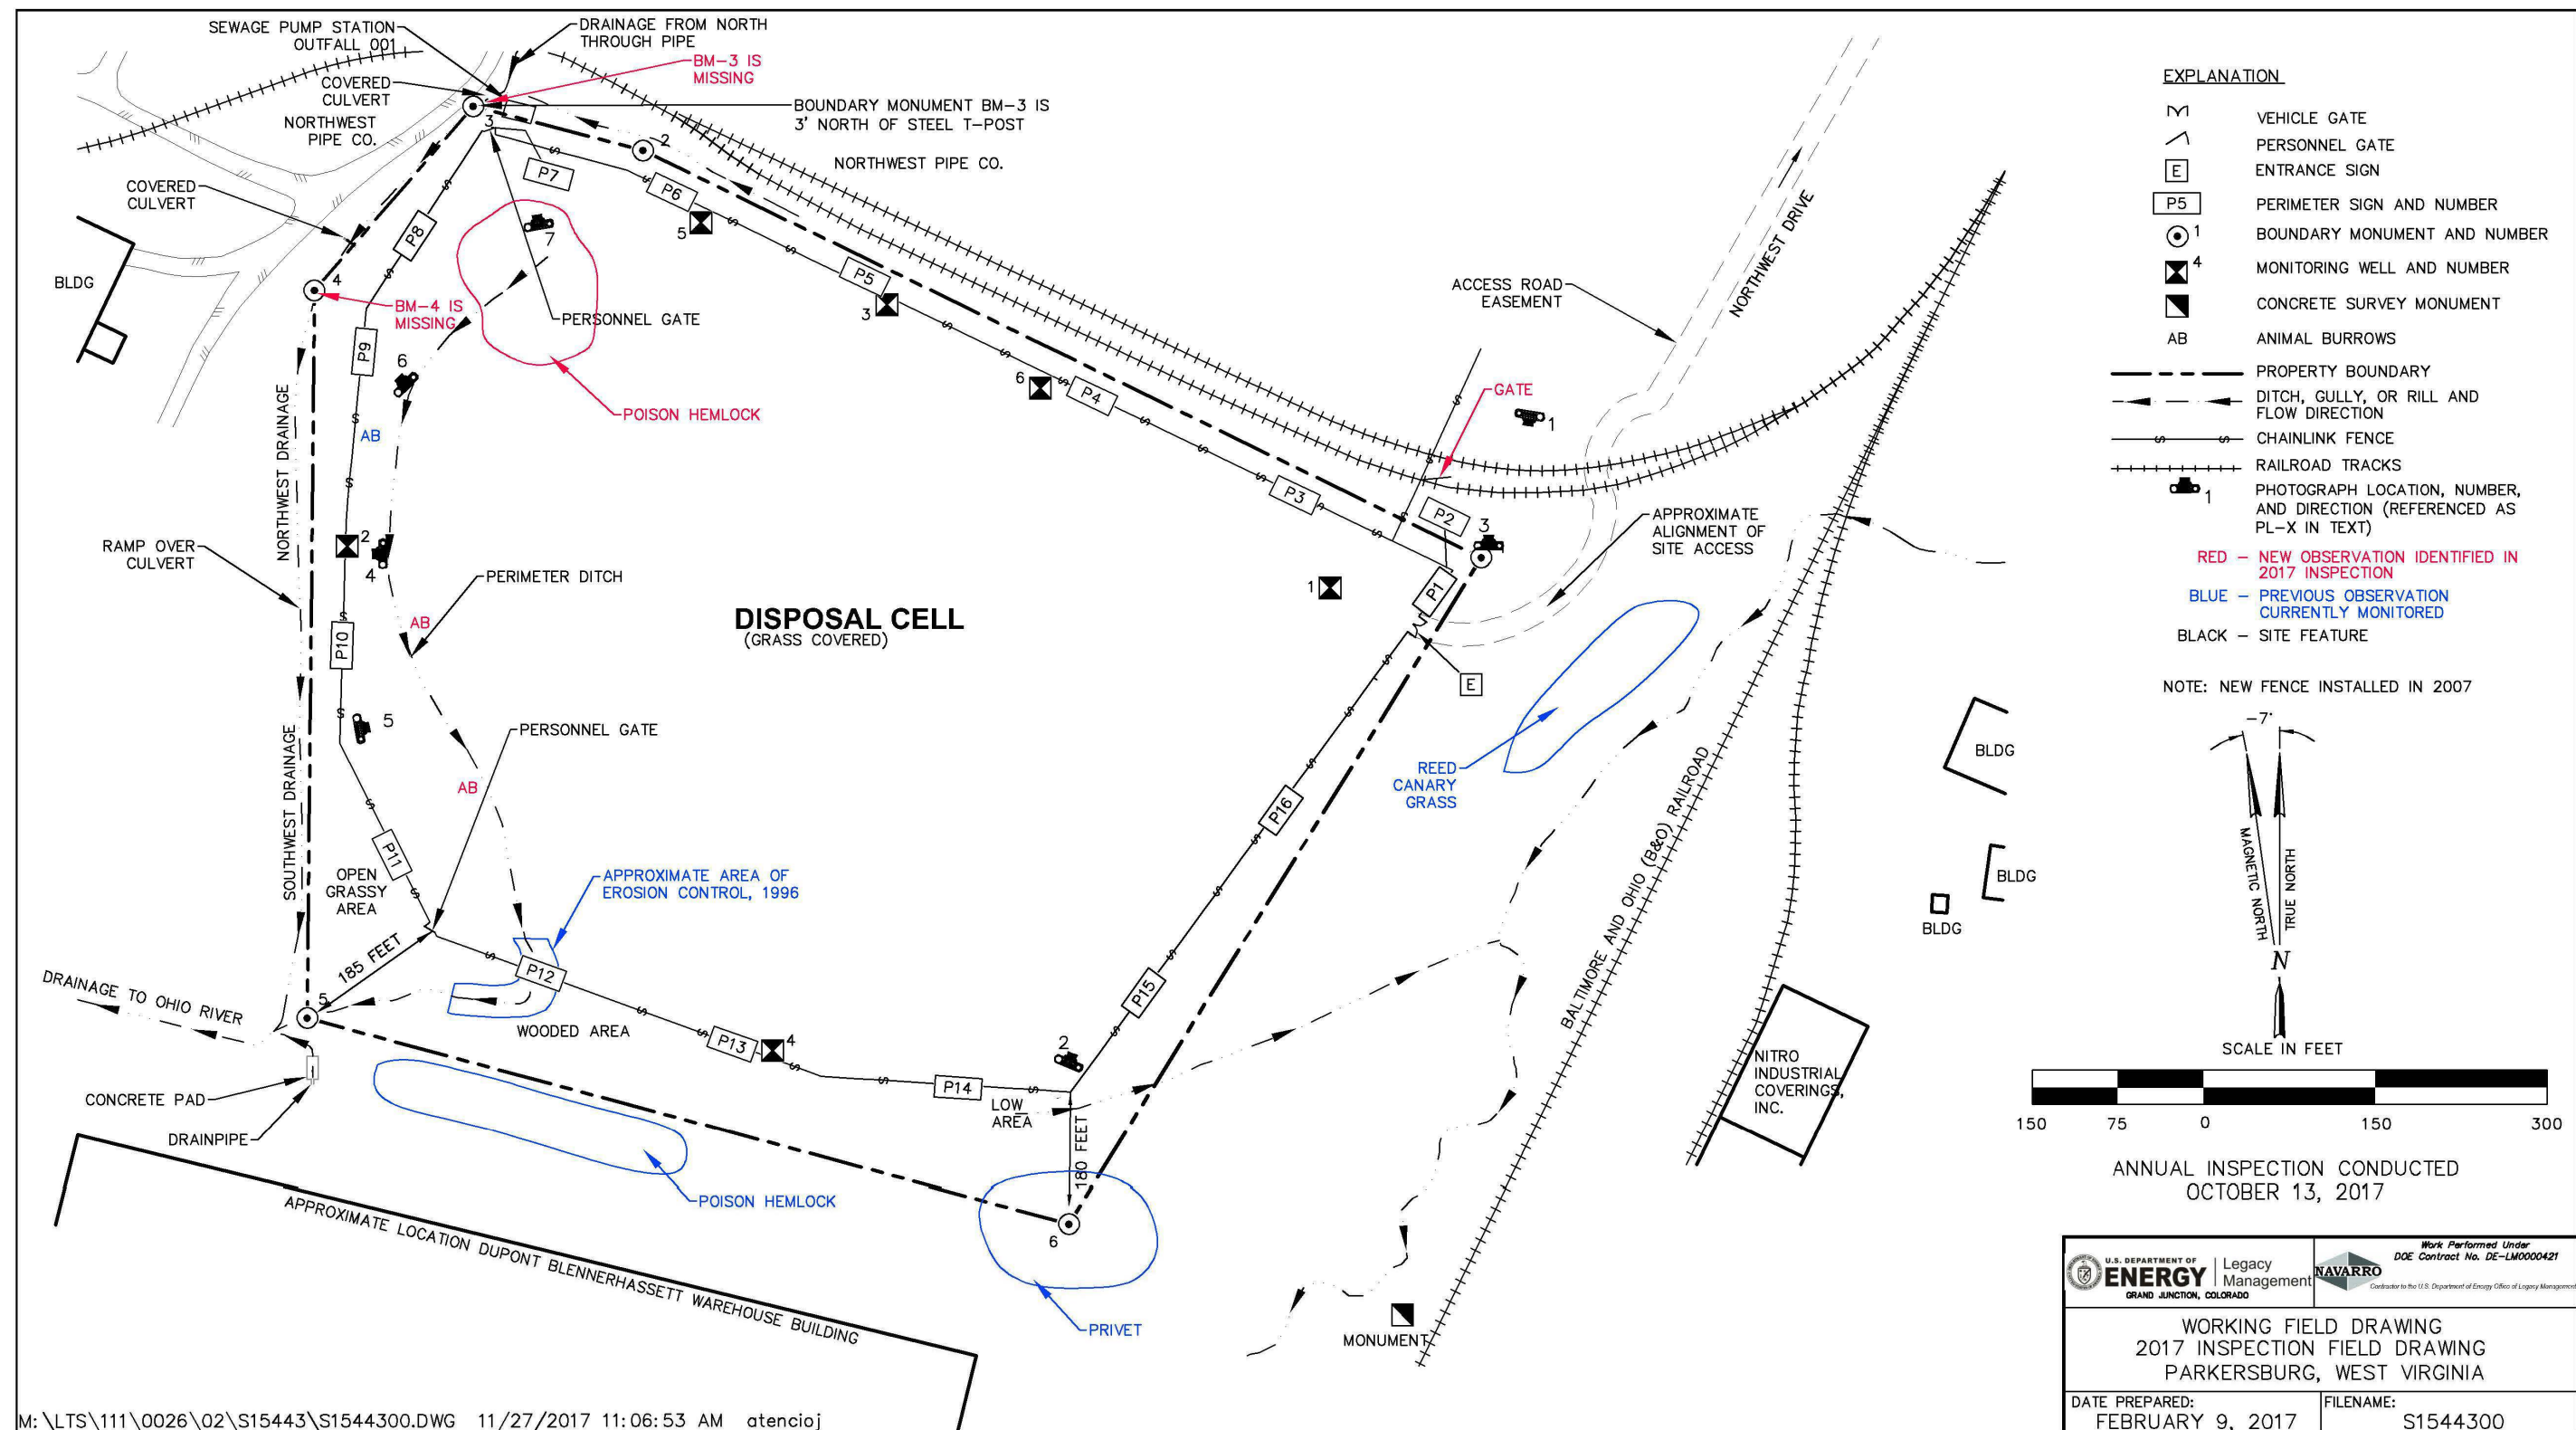 SEWAGE PUMP STATION
OUTFALL 001
DRAINAGE FROM NORTH
THROUGH PIPE
BM-3 IS
MISSING
COVERED
CULVERT
BOUNDARY MONUMENT BM-3 IS
3' NORTH OF STEEL T-POST
NORTHWEST
PIPE CO.
3
2
NORTHWEST PIPE CO.
COVERED
CULVERT
P7
P6
P8
7
5
BLDG
4
BM-4 IS
MISSING
PERSONNEL GATE
P5
3
ACCESS ROAD
EASEMENT
NORTHWEST DRIVE
P9
6
POISON HEMLOCK
6
P4
GATE
1
AB
NORTHWEST DRAINAGE
P3
P2
3
APPROXIMATE
ALIGNMENT OF
SITE ACCESS
RAMP OVER
CULVERT
2
4
PERIMETER DITCH
1
P1
AB
DISPOSAL CELL
(GRASS COVERED)
P10
E
5
PERSONNEL GATE
SOUTHWEST DRAINAGE
AB
REED
CANARY
GRASS
P16
P11
OPEN
GRASSY
AREA
APPROXIMATE AREA OF
EROSION CONTROL, 1996
BALTIMORE AND OHIO (B&O) RAILROAD
BLDG
BLDG
BLDG
185 FEET
P12
DRAINAGE TO OHIO RIVER
5
WOODED AREA
P13
4
P15
2
P14
LOW
AREA
180 FEET
NITRO
INDUSTRIAL
COVERINGS,
INC.
CONCRETE PAD
DRAINPIPE
POISON HEMLOCK
APPROXIMATE LOCATION DUPONT BLENNERHASSETT WAREHOUSE BUILDING
6
PRIVET
MONUMENT
M:\LTS\111\0026\02\S15443\S1544300.DWG 11/27/2017 11:06:53 AM atencioj
EXPLANATION
VEHICLE GATE
PERSONNEL GATE
E ENTRANCE SIGN
P5 PERIMETER SIGN AND NUMBER
1 BOUNDARY MONUMENT AND NUMBER
4 MONITORING WELL AND NUMBER
CONCRETE SURVEY MONUMENT
AB ANIMAL BURROWS
PROPERTY BOUNDARY
DITCH, GULLY, OR RILL AND
FLOW DIRECTION
CHAINLINK FENCE
RAILROAD TRACKS
1 PHOTOGRAPH LOCATION, NUMBER,
AND DIRECTION (REFERENCED AS
PL-X IN TEXT)
RED - NEW OBSERVATION IDENTIFIED IN
2017 INSPECTION
BLUE - PREVIOUS OBSERVATION
CURRENTLY MONITORED
BLACK - SITE FEATURE
NOTE: NEW FENCE INSTALLED IN 2007
-7°
MAGNETIC NORTH
TRUE NORTH
N
SCALE IN FEET
150 75 0 150 300
ANNUAL INSPECTION CONDUCTED
OCTOBER 13, 2017
U.S. DEPARTMENT OF
ENERGY
Legacy
Management
GRAND JUNCTION, COLORADO
NAVARRO
Work Performed Under
DOE Contract No. DE-LM0000421
Contractor to the U.S. Department of Energy Office of Legacy Management
WORKING FIELD DRAWING
2017 INSPECTION FIELD DRAWING
PARKERSBURG, WEST VIRGINIA
DATE PREPARED:
FEBRUARY 9, 2017
FILENAME:
S1544300